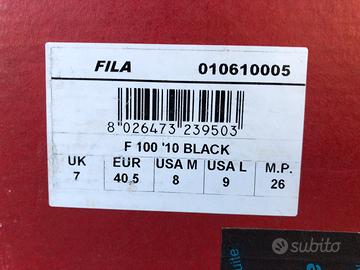 FILA 010610005
8 026473 239503
F 100 '10 BLACK
UK EUR USA M USA L M.P.
7 40.5 8 9 26
subito